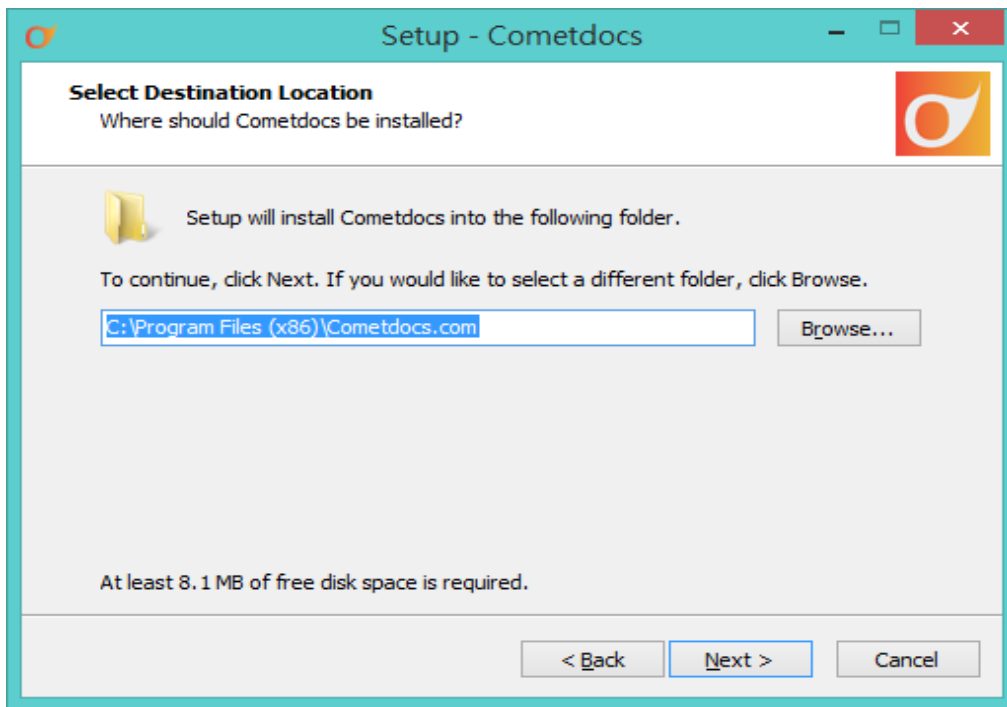 Setup - Cometdocs
Select Destination Location
Where should Cometdocs be installed?
Setup will install Cometdocs into the following folder.
To continue, click Next. If you would like to select a different folder, click Browse.
C:\Program Files (x86)\Cometdocs.com
Browse...
At least 8.1 MB of free disk space is required.
< Back
Next >
Cancel